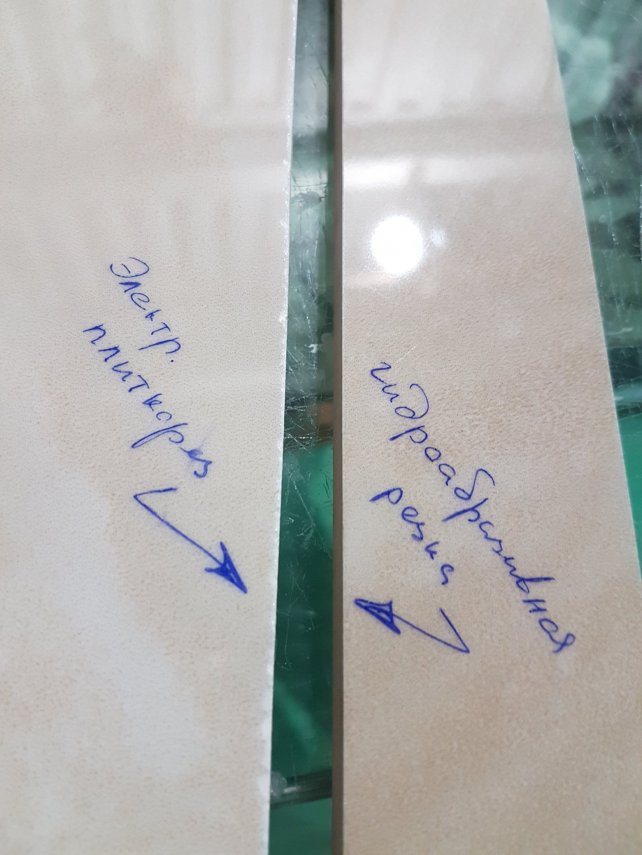 Электр.
плиткорез
гидроабразивная
резка